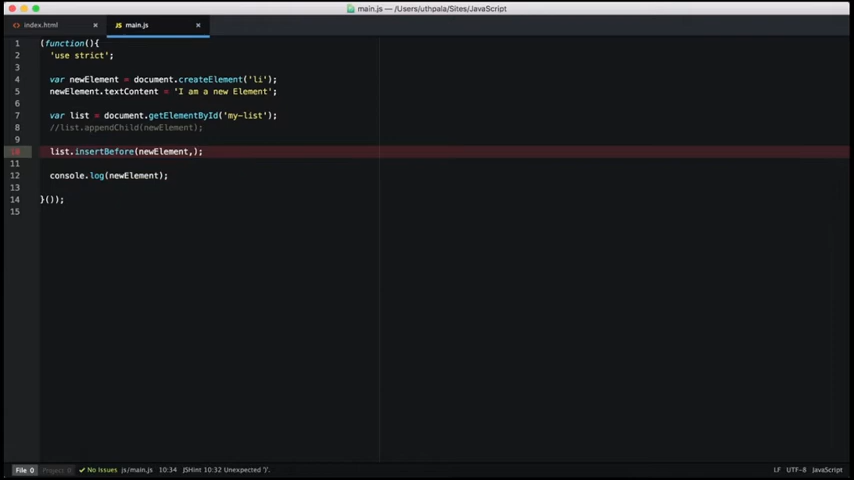 main.js — /Users/uthpala/Sites/JavaScript
index.html × main.js ×
1 (function(){
2 'use strict';
3
4 var newElement = document.createElement('li');
5 newElement.textContent = 'I am a new Element';
6
7 var list = document.getElementById('my-list');
8 //list.appendChild(newElement);
9
10 list.insertBefore(newElement,);
11
12 console.log(newElement);
13
14 }());
15
File 0 Project 0 No Issues js/main.js 10:34 JSHint 10:32 Unexpected ')'. LF UTF-8 JavaScript